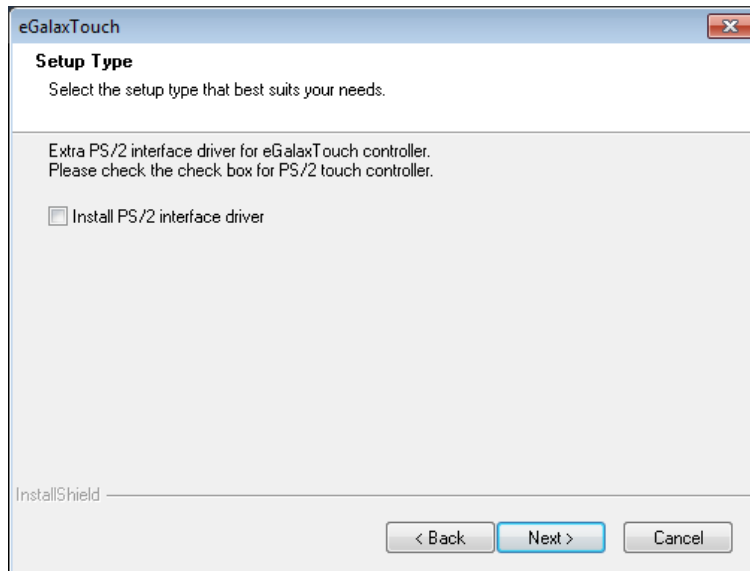 eGalaxTouch
Setup Type
Select the setup type that best suits your needs.
Extra PS/2 interface driver for eGalaxTouch controller.
Please check the check box for PS/2 touch controller.
Install PS/2 interface driver
InstallShield
< Back
Next >
Cancel